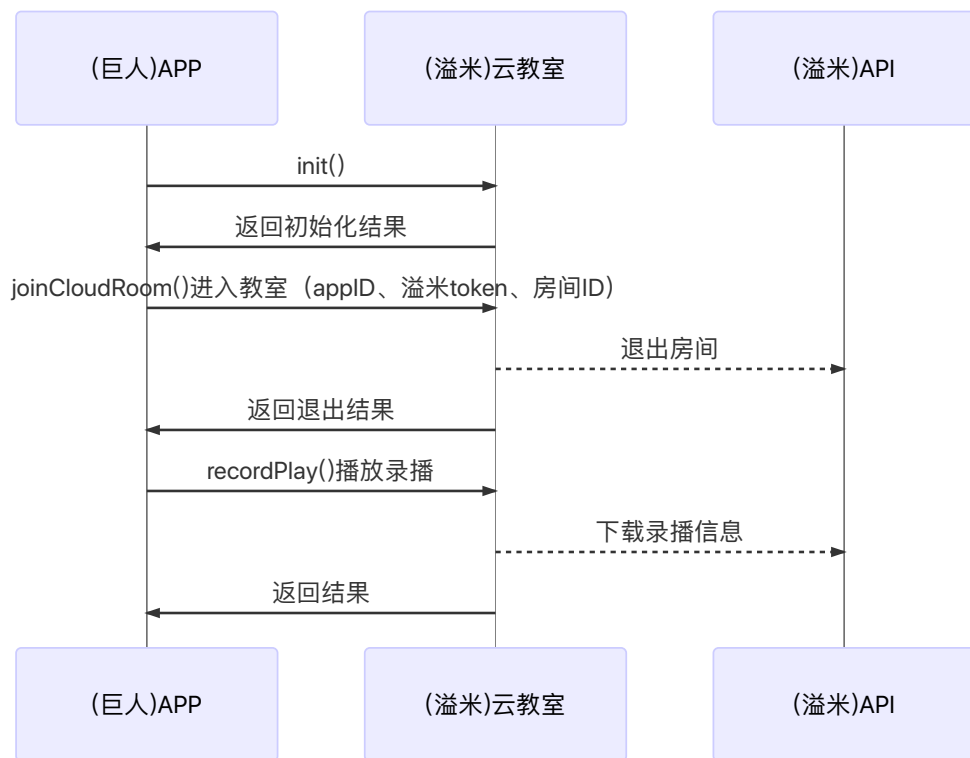 (巨人)APP
(溢米)云教室
(溢米)API
init()
返回初始化结果
joinCloudRoom()进入教室（appID、溢米token、房间ID）
退出房间
返回退出结果
recordPlay()播放录播
下载录播信息
返回结果
(巨人)APP
(溢米)云教室
(溢米)API